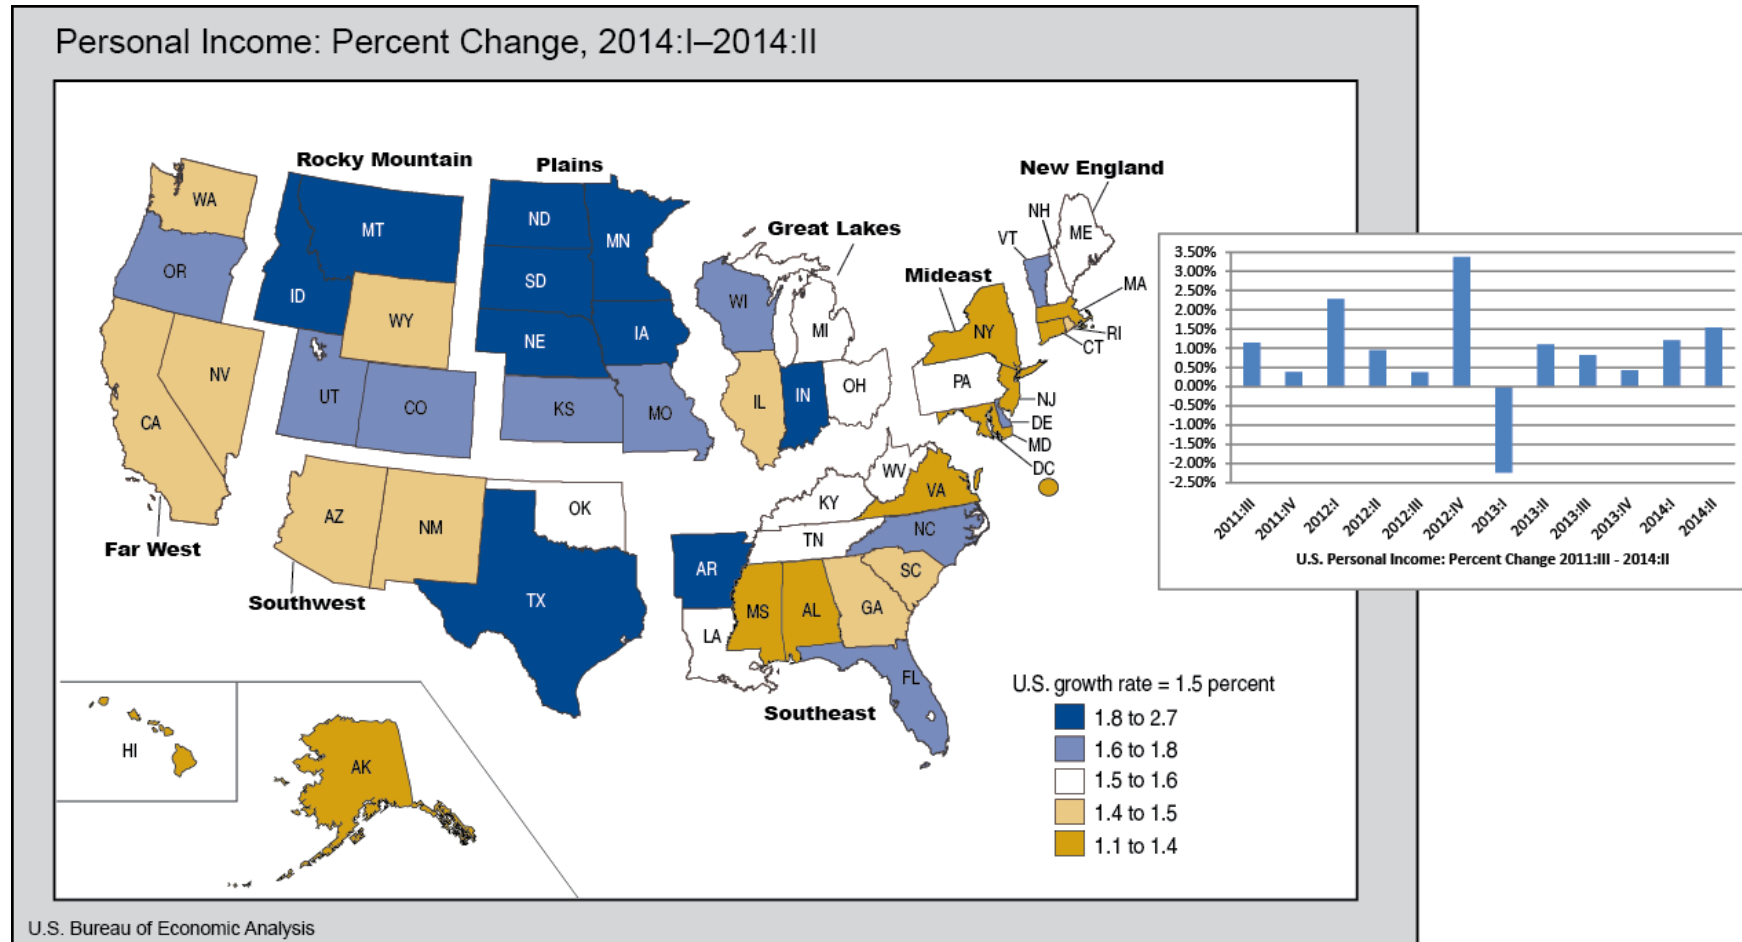 Personal Income: Percent Change, 2014:I–2014:II
Rocky Mountain
Plains
New England
Great Lakes
Mideast
Far West
Southwest
Southeast
WA
OR
CA
NV
ID
MT
WY
UT
CO
AZ
NM
ND
SD
NE
KS
MN
IA
MO
OK
TX
WI
MI
IL
IN
OH
AR
LA
MS
AL
GA
SC
NC
TN
KY
WV
VA
FL
NY
PA
NJ
DE
MD
DC
VT
NH
ME
MA
RI
CT
HI
AK
U.S. growth rate = 1.5 percent
1.8 to 2.7
1.6 to 1.8
1.5 to 1.6
1.4 to 1.5
1.1 to 1.4
3.50%
3.00%
2.50%
2.00%
1.50%
1.00%
0.50%
0.00%
-0.50%
-1.00%
-1.50%
-2.00%
-2.50%
2011:III
2011:IV
2012:I
2012:II
2012:III
2012:IV
2013:I
2013:II
2013:III
2013:IV
2014:I
2014:II
U.S. Personal Income: Percent Change 2011:III - 2014:II
U.S. Bureau of Economic Analysis